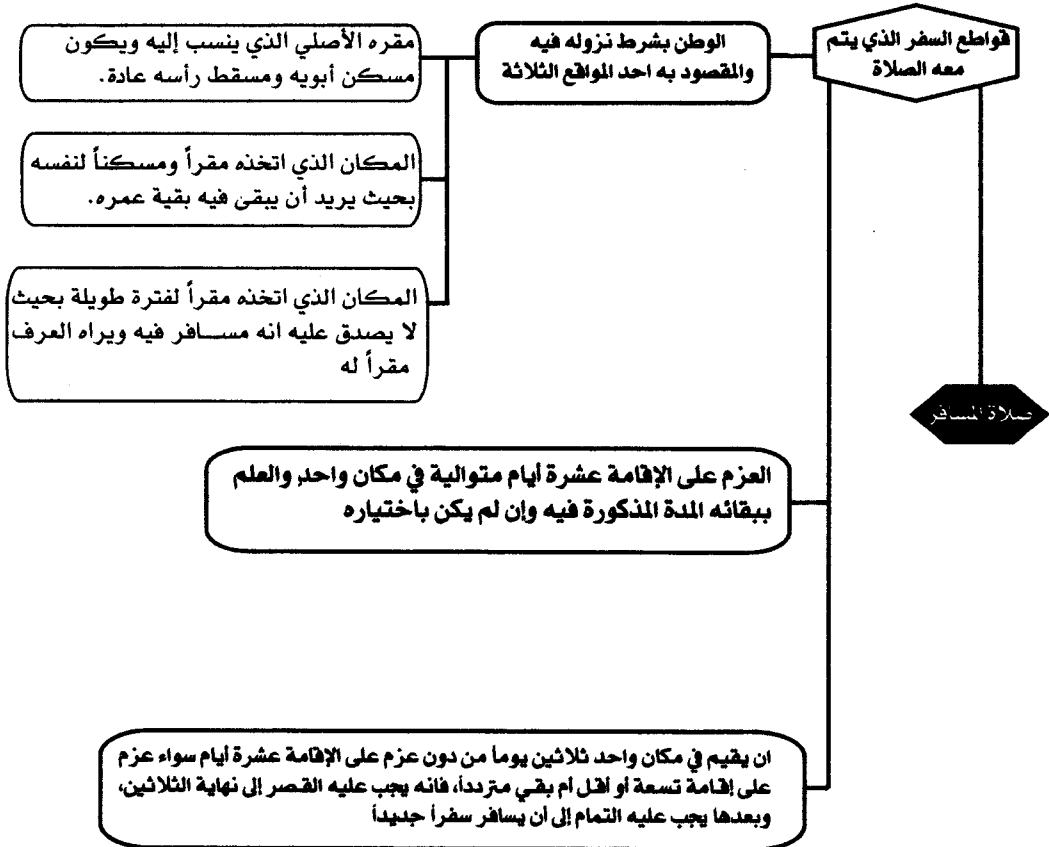 قواطع السفر الذي يتم
معه الصلاة
الوطن بشرط نزوله فيه
والمقصود به احد المواقع الثلاثة
مقره الأصلي الذي ينسب إليه ويكون
مسكن أبويه ومسقط رأسه عادة.
المكان الذي اتخذه مقراً ومسكناً لنفسه
بحيث يريد أن يبقى فيه بقية عمره.
المكان الذي اتخذه مقراً لفترة طويلة بحيث
لا يصدق عليه انه مسافر فيه ويراه العرف
مقراً له
صلاة المسافر
العزم على الإقامة عشرة أيام متوالية في مكان واحد, والعلم
ببقائه المدة المذكورة فيه وإن لم يكن باختياره
ان يقيم في مكان واحد ثلاثين يوماً من دون عزم على الإقامة عشرة أيام سواء عزم
على إقامة تسعة أو أقل أم بقي متردداً، فانه يجب عليه القصر إلى نهاية الثلاثين،
وبعدها يجب عليه التمام إلى أن يسافر سفراً جديداً